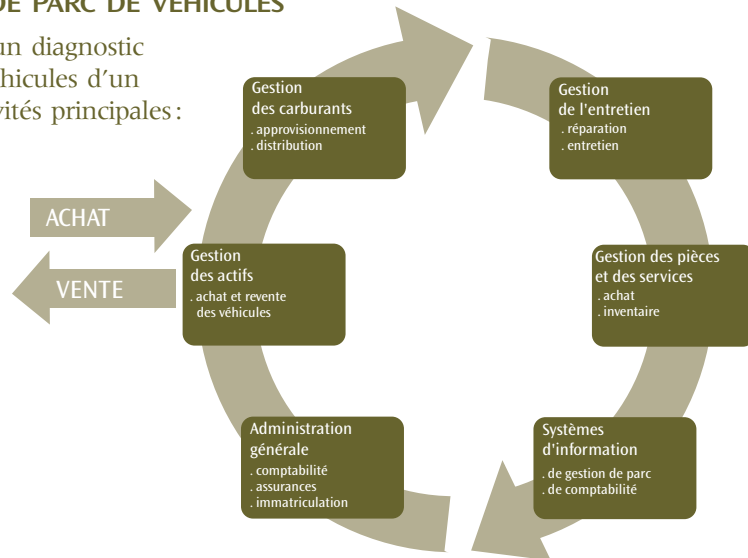 DE PARC DE VÉHICULES
un diagnostic
hicules d'un
vités principales :
Gestion
des carburants
. approvisionnement
. distribution
Gestion
de l'entretien
. réparation
. entretien
ACHAT
VENTE
Gestion
des actifs
. achat et revente
des véhicules
Gestion des pièces
et des services
. achat
. inventaire
Administration
générale
. comptabilité
. assurances
. immatriculation
Systèmes
d'information
. de gestion de parc
. de comptabilité